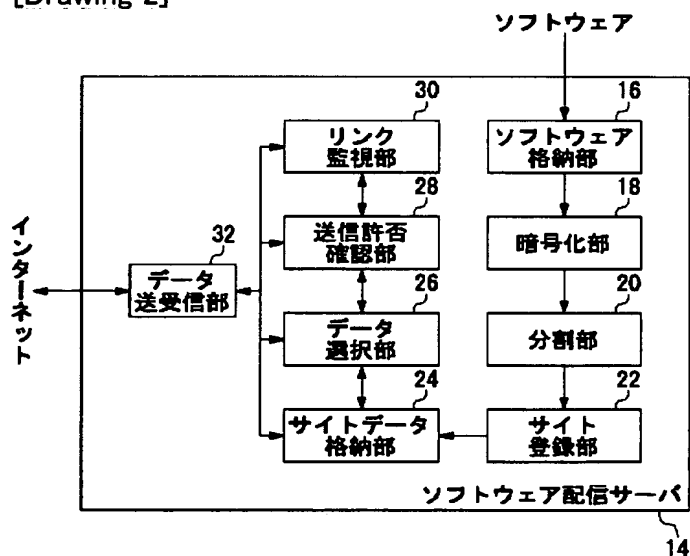 [Drawing 2]
ソフトウェア
30
リンク
監視部
16
ソフトウェア
格納部
28
送信許否
確認部
18
暗号化部
インターネット
32
データ
送受信部
26
データ
選択部
20
分割部
24
サイトデータ
格納部
22
サイト
登録部
ソフトウェア配信サーバ
14